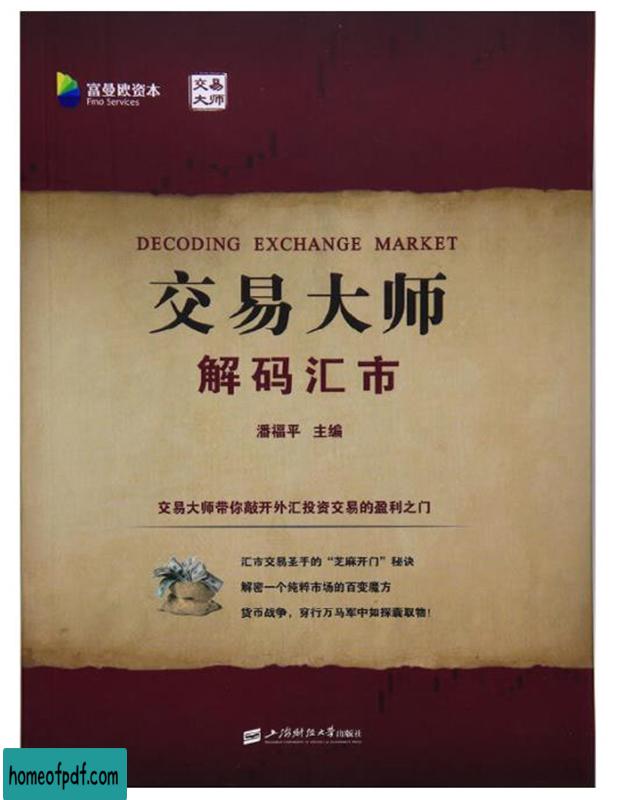 富曼欧资本
Fmo Services
交易
大师
DECODING EXCHANGE MARKET
交易大师
解码汇市
潘福平 主编
交易大师带你敲开外汇投资交易的盈利之门
汇市交易圣手的“芝麻开门”秘诀
解密一个纯粹市场的百变魔方
货币战争，穿行万马军中如探囊取物！
上海财经大学出版社
homeofpdf.com